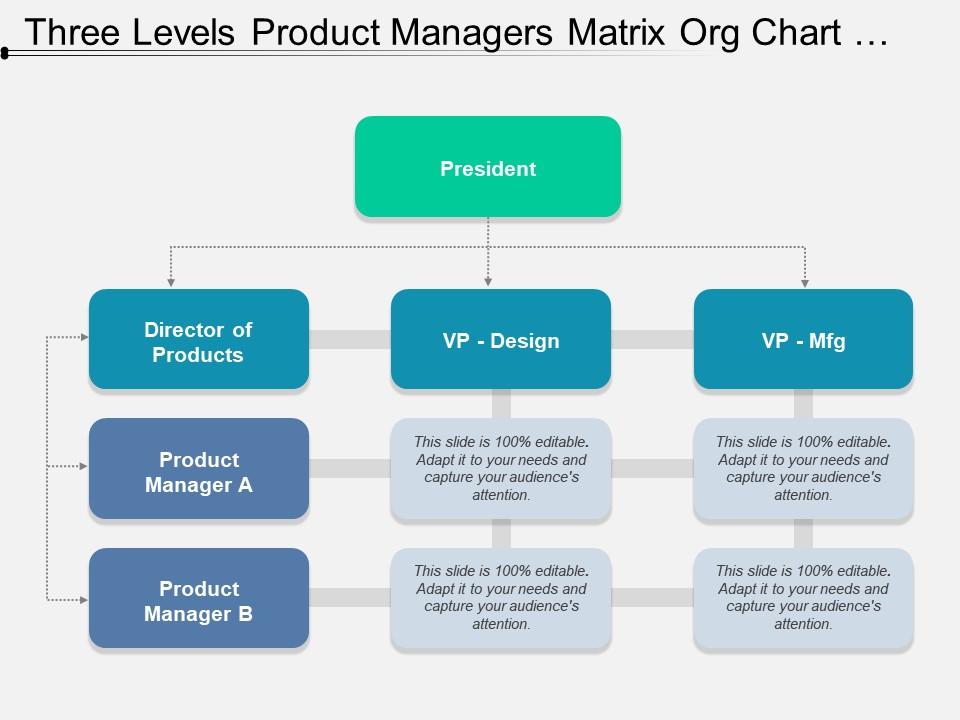 Three Levels Product Managers Matrix Org Chart ...
President
Director of
Products
VP - Design
VP - Mfg
Product
Manager A
This slide is 100% editable.
Adapt it to your needs and
capture your audience's
attention.
This slide is 100% editable.
Adapt it to your needs and
capture your audience's
attention.
Product
Manager B
This slide is 100% editable.
Adapt it to your needs and
capture your audience's
attention.
This slide is 100% editable.
Adapt it to your needs and
capture your audience's
attention.